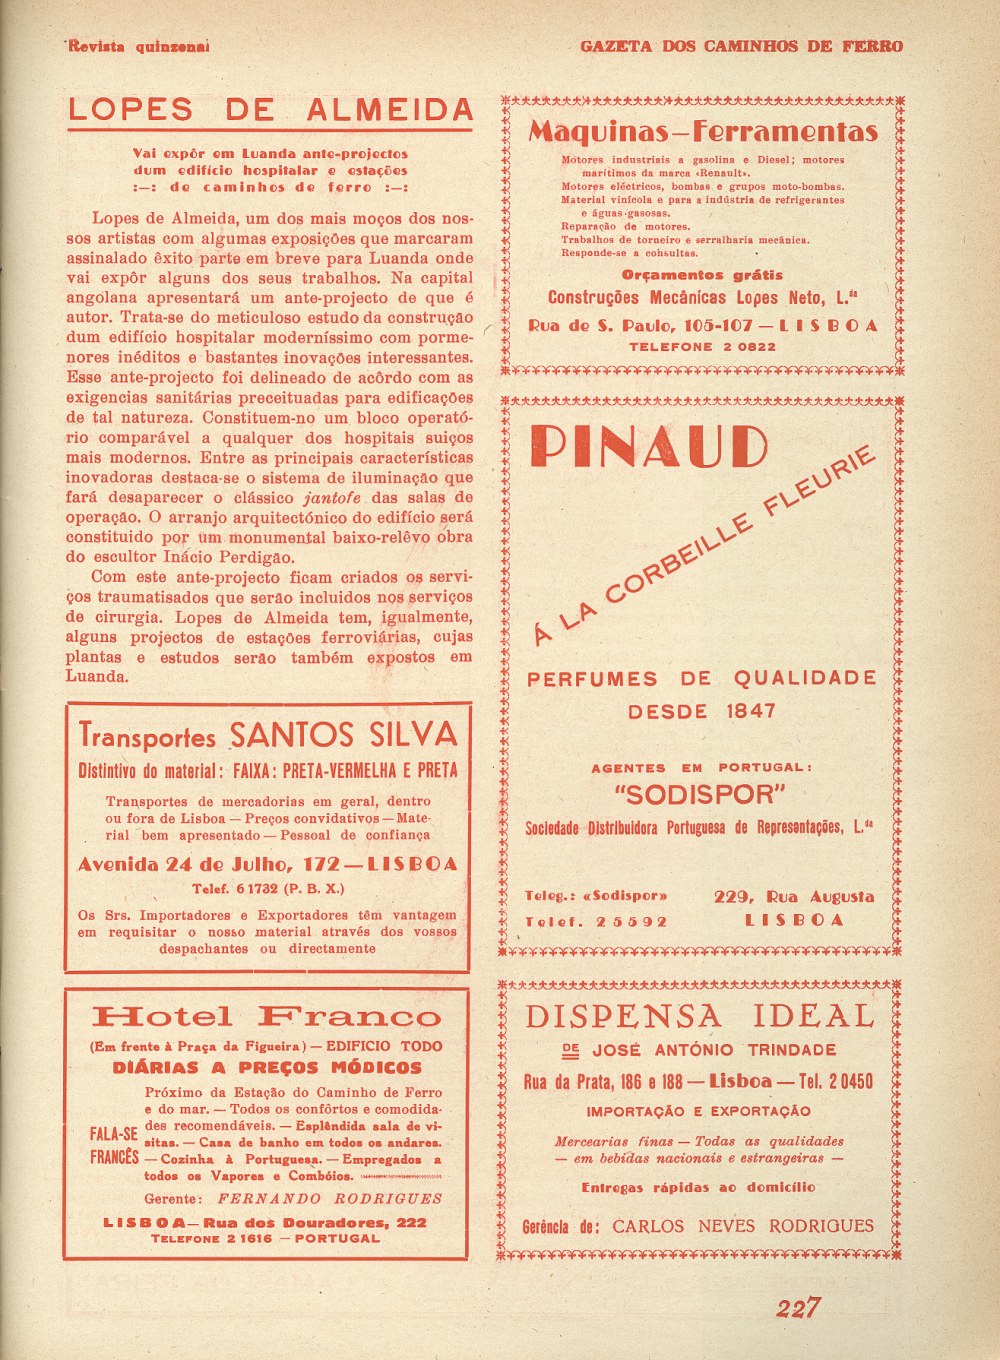 Revista quinzenal
GAZETA DOS CAMINHOS DE FERRO
LOPES DE ALMEIDA
Vai expôr em Luanda ante-projectos
dum edifício hospitalar e estações
:—: de caminhos de ferro :—:
Lopes de Almeida, um dos mais moços dos nos-
sos artistas com algumas exposições que marcaram
assinalado êxito parte em breve para Luanda onde
vai expôr alguns dos seus trabalhos. Na capital
angolana apresentará um ante-projecto de que é
autor. Trata-se do meticuloso estudo da construção
dum edifício hospitalar moderníssimo com porme-
nores inéditos e bastantes inovações interessantes.
Esse ante-projecto foi delineado de acôrdo com as
exigencias sanitárias preceituadas para edificações
de tal natureza. Constituem-no um bloco operató-
rio comparável a qualquer dos hospitais suiços
mais modernos. Entre as principais características
inovadoras destaca-se o sistema de iluminação que
fará desaparecer o clássico jantofe das salas de
operação. O arranjo arquitectónico do edifício será
constituido por um monumental baixo-relêvo obra
do escultor Inácio Perdigão.
Com este ante-projecto ficam criados os servi-
ços traumatisados que serão incluidos nos serviços
de cirurgia. Lopes de Almeida tem, igualmente,
alguns projectos de estações ferroviárias, cujas
plantas e estudos serão também expostos em
Luanda.
Transportes SANTOS SILVA
Distintivo do material: FAIXA: PRETA-VERMELHA E PRETA
Transportes de mercadorias em geral, dentro
ou fora de Lisboa — Preços convidativos — Mate-
rial bem apresentado — Pessoal de confiança
Avenida 24 de Julho, 172 — LISBOA
Telef. 6 1732 (P. B. X.)
Os Srs. Importadores e Exportadores têm vantagem
em requisitar o nosso material através dos vossos
despachantes ou directamente
Hotel Franco
(Em frente à Praça da Figueira) — EDIFICIO TODO
DIÁRIAS A PREÇOS MÓDICOS
FALA-SE
FRANCÊS
Próximo da Estação do Caminho de Ferro
e do mar. — Todos os confôrtos e comodida-
des recomendáveis. — Esplêndida sala de vi-
sitas. — Casa de banho em todos os andares.
— Cozinha à Portuguesa. — Empregados a
todos os Vapores e Combóios.
Gerente: FERNANDO RODRIGUES
LISBOA — Rua dos Douradores, 222
TELEFONE 2 1616 — PORTUGAL
Maquinas — Ferramentas
Motores industriais a gasolina e Diesel; motores
marítimos da marca «Renault».
Motores eléctricos, bombas e grupos moto-bombas.
Material vinícola e para a indústria de refrigerantes
e águas-gasosas.
Reparação de motores.
Trabalhos de torneiro e serralharia mecânica.
Responde-se a consultas.
Orçamentos grátis
Construções Mecânicas Lopes Neto, L.da
Rua de S. Paulo, 105-107 — LISBOA
TELEFONE 2 0822
PINAUD
Á LA CORBEILLE FLEURIE
PERFUMES DE QUALIDADE
DESDE 1847
AGENTES EM PORTUGAL:
"SODISPOR"
Sociedade Distribuidora Portuguesa de Representações, L.da
Teleg.: «Sodispor»
Telef. 25592
229, Rua Augusta
LISBOA
DISPENSA IDEAL
DE JOSÉ ANTÓNIO TRINDADE
Rua da Prata, 186 e 188 — Lisboa — Tel. 2 0450
IMPORTAÇÃO E EXPORTAÇÃO
Mercearias finas — Todas as qualidades
— em bebidas nacionais e estrangeiras —
Entregas rápidas ao domicílio
Gerência de: CARLOS NEVES RODRIGUES
227